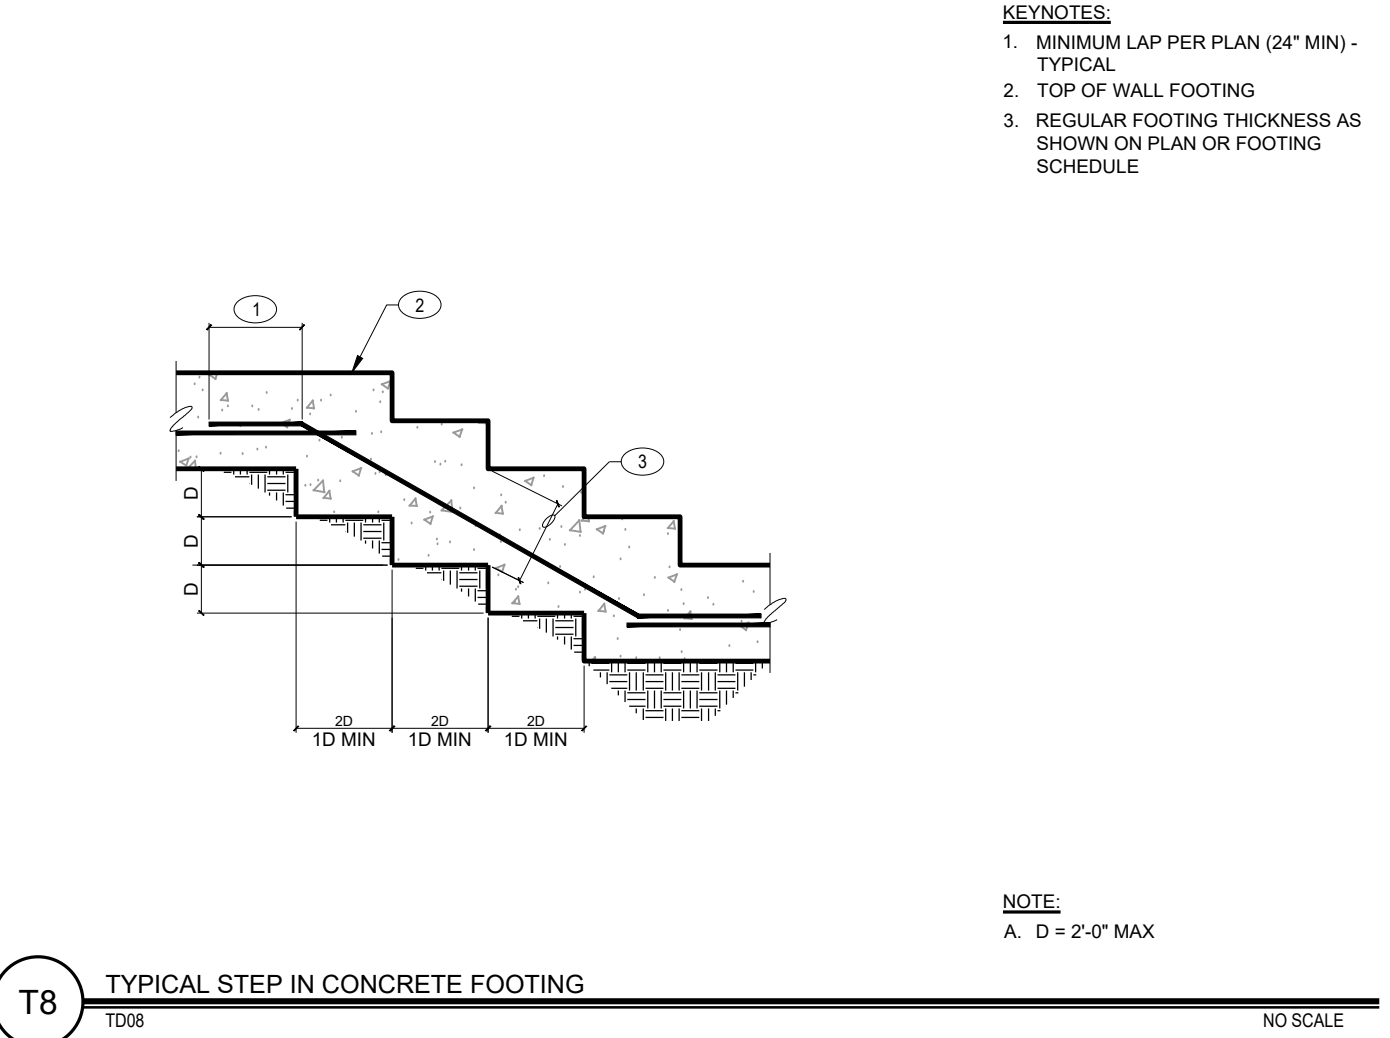 KEYNOTES:
1. MINIMUM LAP PER PLAN (24" MIN) -
TYPICAL
2. TOP OF WALL FOOTING
3. REGULAR FOOTING THICKNESS AS
SHOWN ON PLAN OR FOOTING
SCHEDULE
1
2
3
D
D
D
2D
1D MIN
2D
1D MIN
2D
1D MIN
NOTE:
A. D = 2'-0" MAX
T8
TYPICAL STEP IN CONCRETE FOOTING
TD08
NO SCALE